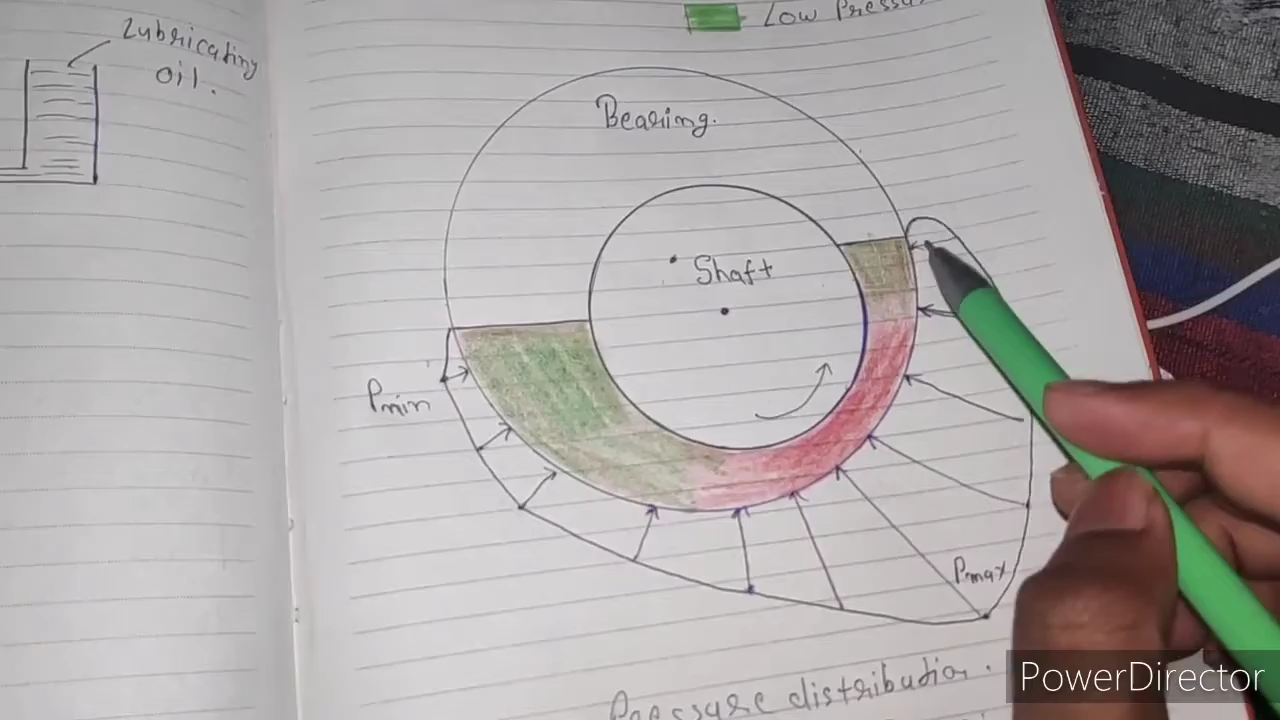 Lubricating
oil.
Low Pressu
Bearing.
Shaft
Pmin
Pmax
Pressure distribution.
PowerDirector